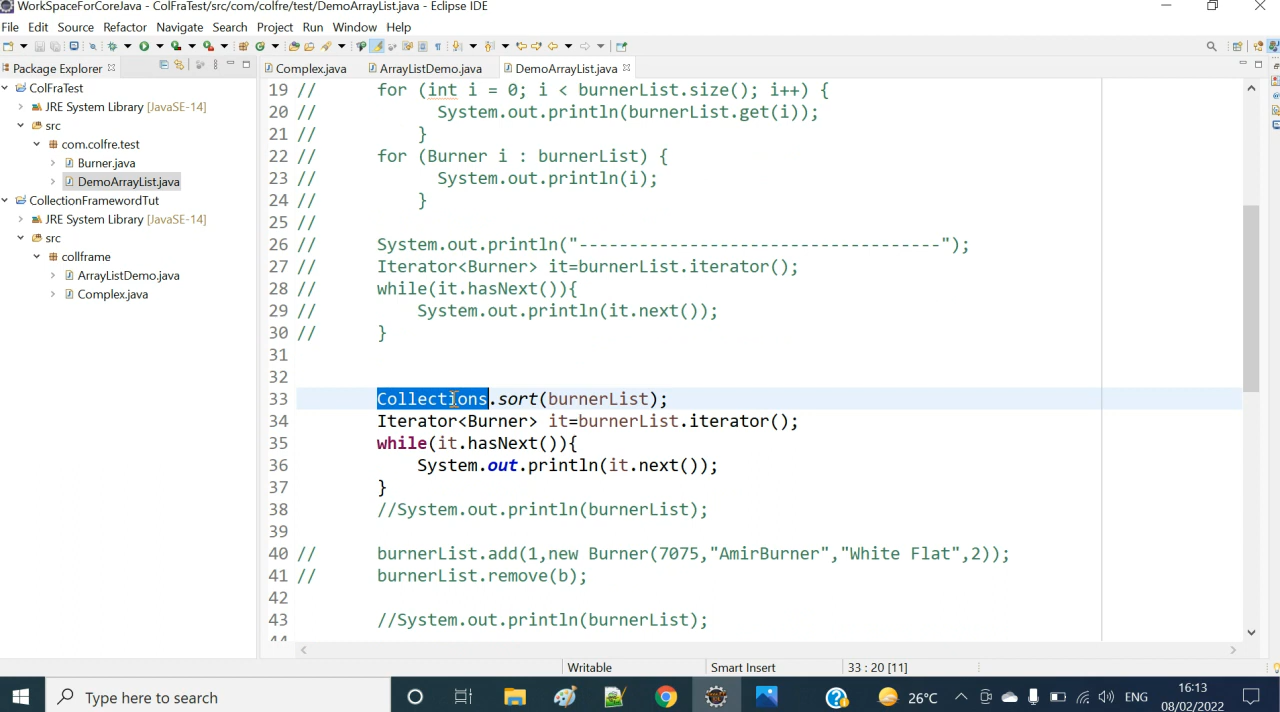 WorkSpaceForCoreJava - ColFraTest/src/com/colfre/test/DemoArrayList.java - Eclipse IDE
File Edit Source Refactor Navigate Search Project Run Window Help
Package Explorer
Complex.java ArrayListDemo.java DemoArrayList.java
ColFraTest
JRE System Library [JavaSE-14]
src
com.colfre.test
Burner.java
DemoArrayList.java
CollectionFramewordTut
JRE System Library [JavaSE-14]
src
collframe
ArrayListDemo.java
Complex.java
19 // for (int i = 0; i < burnerList.size(); i++) {
20 // System.out.println(burnerList.get(i));
21 // }
22 // for (Burner i : burnerList) {
23 // System.out.println(i);
24 // }
25 //
26 // System.out.println("------------------------------------");
27 // Iterator<Burner> it=burnerList.iterator();
28 // while(it.hasNext()){
29 // System.out.println(it.next());
30 // }
31
32
33 Collections.sort(burnerList);
34 Iterator<Burner> it=burnerList.iterator();
35 while(it.hasNext()){
36 System.out.println(it.next());
37 }
38 //System.out.println(burnerList);
39
40 // burnerList.add(1,new Burner(7075,"AmirBurner","White Flat",2));
41 // burnerList.remove(b);
42
43 //System.out.println(burnerList);
44
Writable Smart Insert 33 : 20 [11]
Type here to search
26°C ENG
16:13
08/02/2022